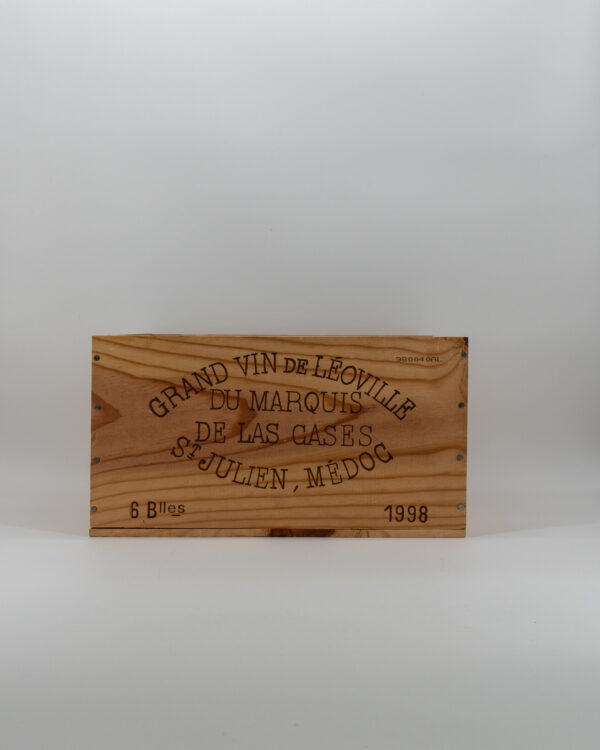 GRAND VIN DE LÉOVILLE
DU MARQUIS
DE LAS CASES
ST JULIEN, MÉDOC
6 Blles
1998